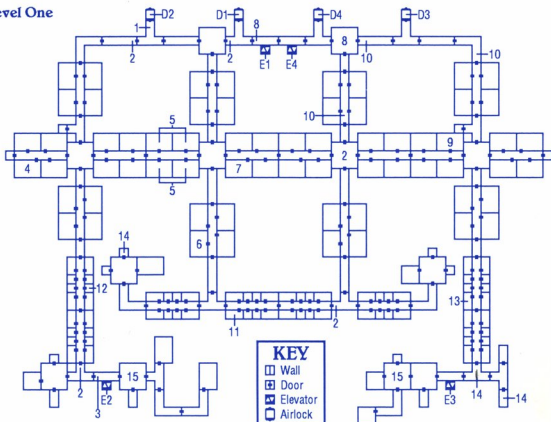 evel One
D2 D1 D4 D3
1 8
2 2 8 10 10
E1 E4
10
5
9
4 7 2
5
6
14
12 13
2
11
KEY
Wall
Door
Elevator
Airlock
15 15
2 E2 E3 14
3 14